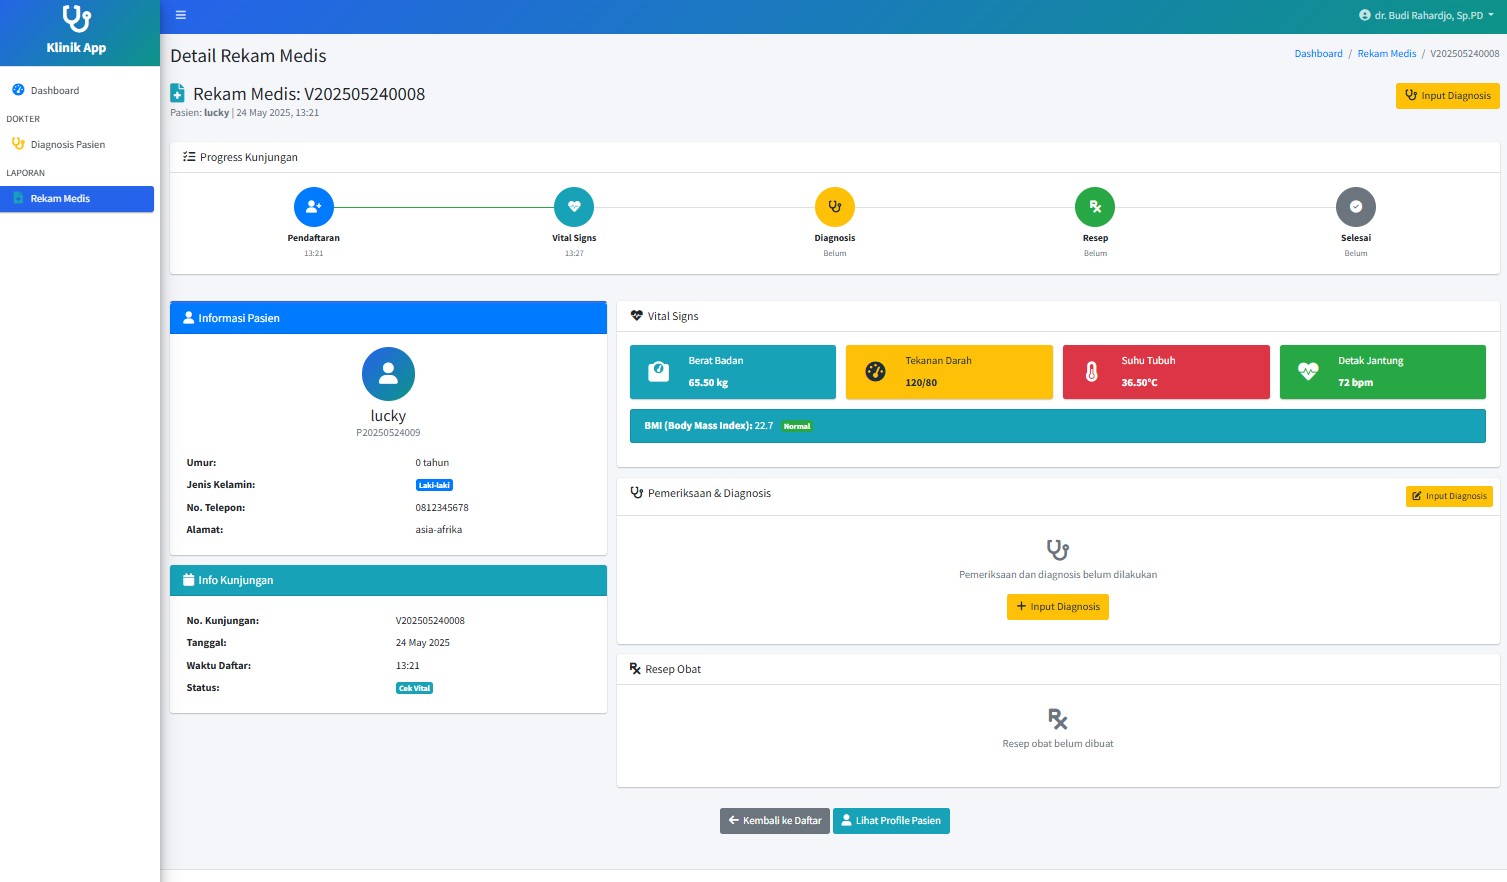 Klinik App
dr. Budi Rahardjo, Sp.PD
Dashboard
DOKTER
Diagnosis Pasien
LAPORAN
Rekam Medis
Detail Rekam Medis
Dashboard / Rekam Medis / V202505240008
Rekam Medis: V202505240008
Pasien: lucky | 24 May 2025, 13:21
Input Diagnosis
Progress Kunjungan
Pendaftaran
13:21
Vital Signs
13:27
Diagnosis
Belum
Resep
Belum
Selesai
Belum
Informasi Pasien
lucky
P20250524009
Umur: 0 tahun
Jenis Kelamin: Laki-laki
No. Telepon: 0812345678
Alamat: asia-afrika
Info Kunjungan
No. Kunjungan: V202505240008
Tanggal: 24 May 2025
Waktu Daftar: 13:21
Status: Cek Vital
Vital Signs
Berat Badan
65.50 kg
Tekanan Darah
120/80
Suhu Tubuh
36.50°C
Detak Jantung
72 bpm
BMI (Body Mass Index): 22.7 Normal
Pemeriksaan & Diagnosis
Input Diagnosis
Pemeriksaan dan diagnosis belum dilakukan
Input Diagnosis
Resep Obat
Resep obat belum dibuat
Kembali ke Daftar
Lihat Profile Pasien